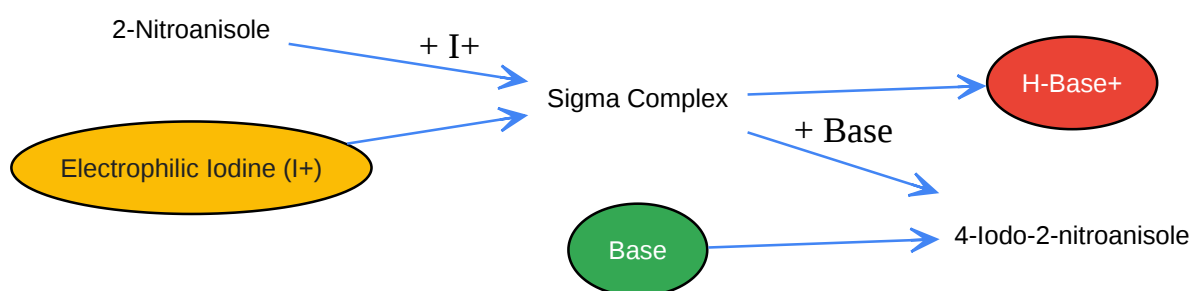 2-Nitroanisole
+ I+
H-Base+
Sigma Complex
+ Base
Electrophilic Iodine (I+)
4-Iodo-2-nitroanisole
Base